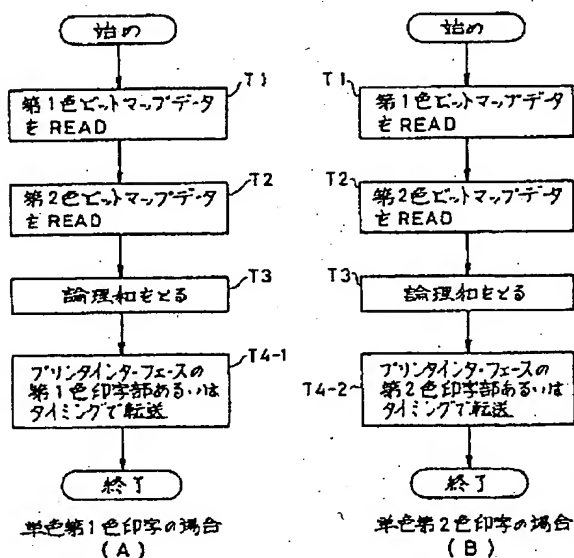 始め
T1
第1色ビットマップデータ
をREAD
T2
第2色ビットマップデータ
をREAD
T3
論理和をとる
T4-1
プリンタインターフェースの
第1色印字部あるいは
タイミングで転送
終了
単色第1色印字の場合
(A)
始め
T1
第1色ビットマップデータ
をREAD
T2
第2色ビットマップデータ
をREAD
T3
論理和をとる
T4-2
プリンタインターフェースの
第2色印字部あるいは
タイミングで転送
終了
単色第2色印字の場合
(B)